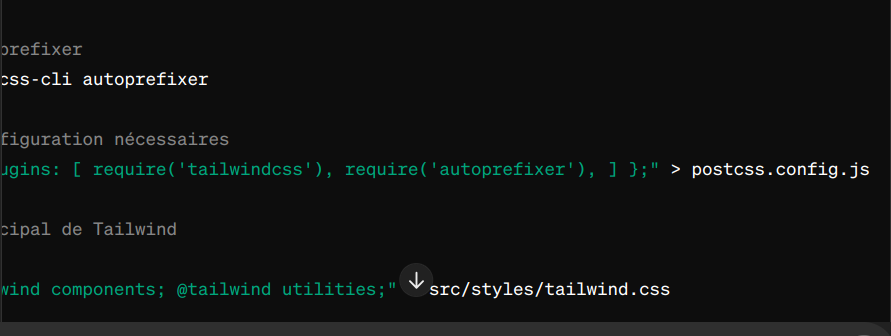 prefixer
css-cli autoprefixer
figuration nécessaires
ugins: [ require('tailwindcss'), require('autoprefixer'), ] };" > postcss.config.js
cipal de Tailwind
wind components; @tailwind utilities;" src/styles/tailwind.css